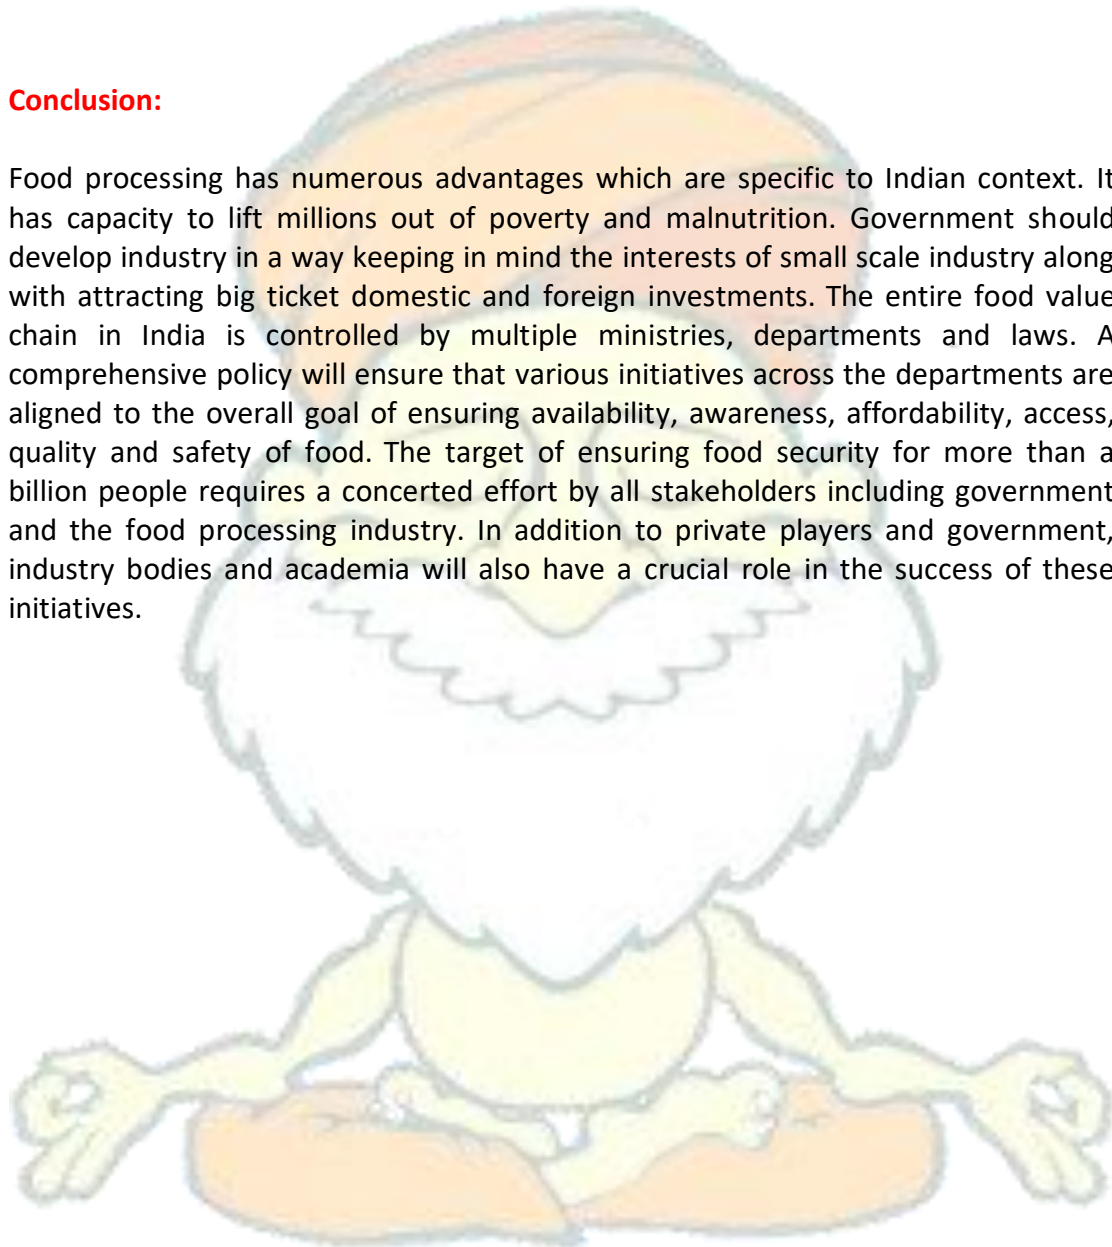 Conclusion:
Food processing has numerous advantages which are specific to Indian context. It
has capacity to lift millions out of poverty and malnutrition. Government should
develop industry in a way keeping in mind the interests of small scale industry along
with attracting big ticket domestic and foreign investments. The entire food value
chain in India is controlled by multiple ministries, departments and laws. A
comprehensive policy will ensure that various initiatives across the departments are
aligned to the overall goal of ensuring availability, awareness, affordability, access,
quality and safety of food. The target of ensuring food security for more than a
billion people requires a concerted effort by all stakeholders including government
and the food processing industry. In addition to private players and government,
industry bodies and academia will also have a crucial role in the success of these
initiatives.